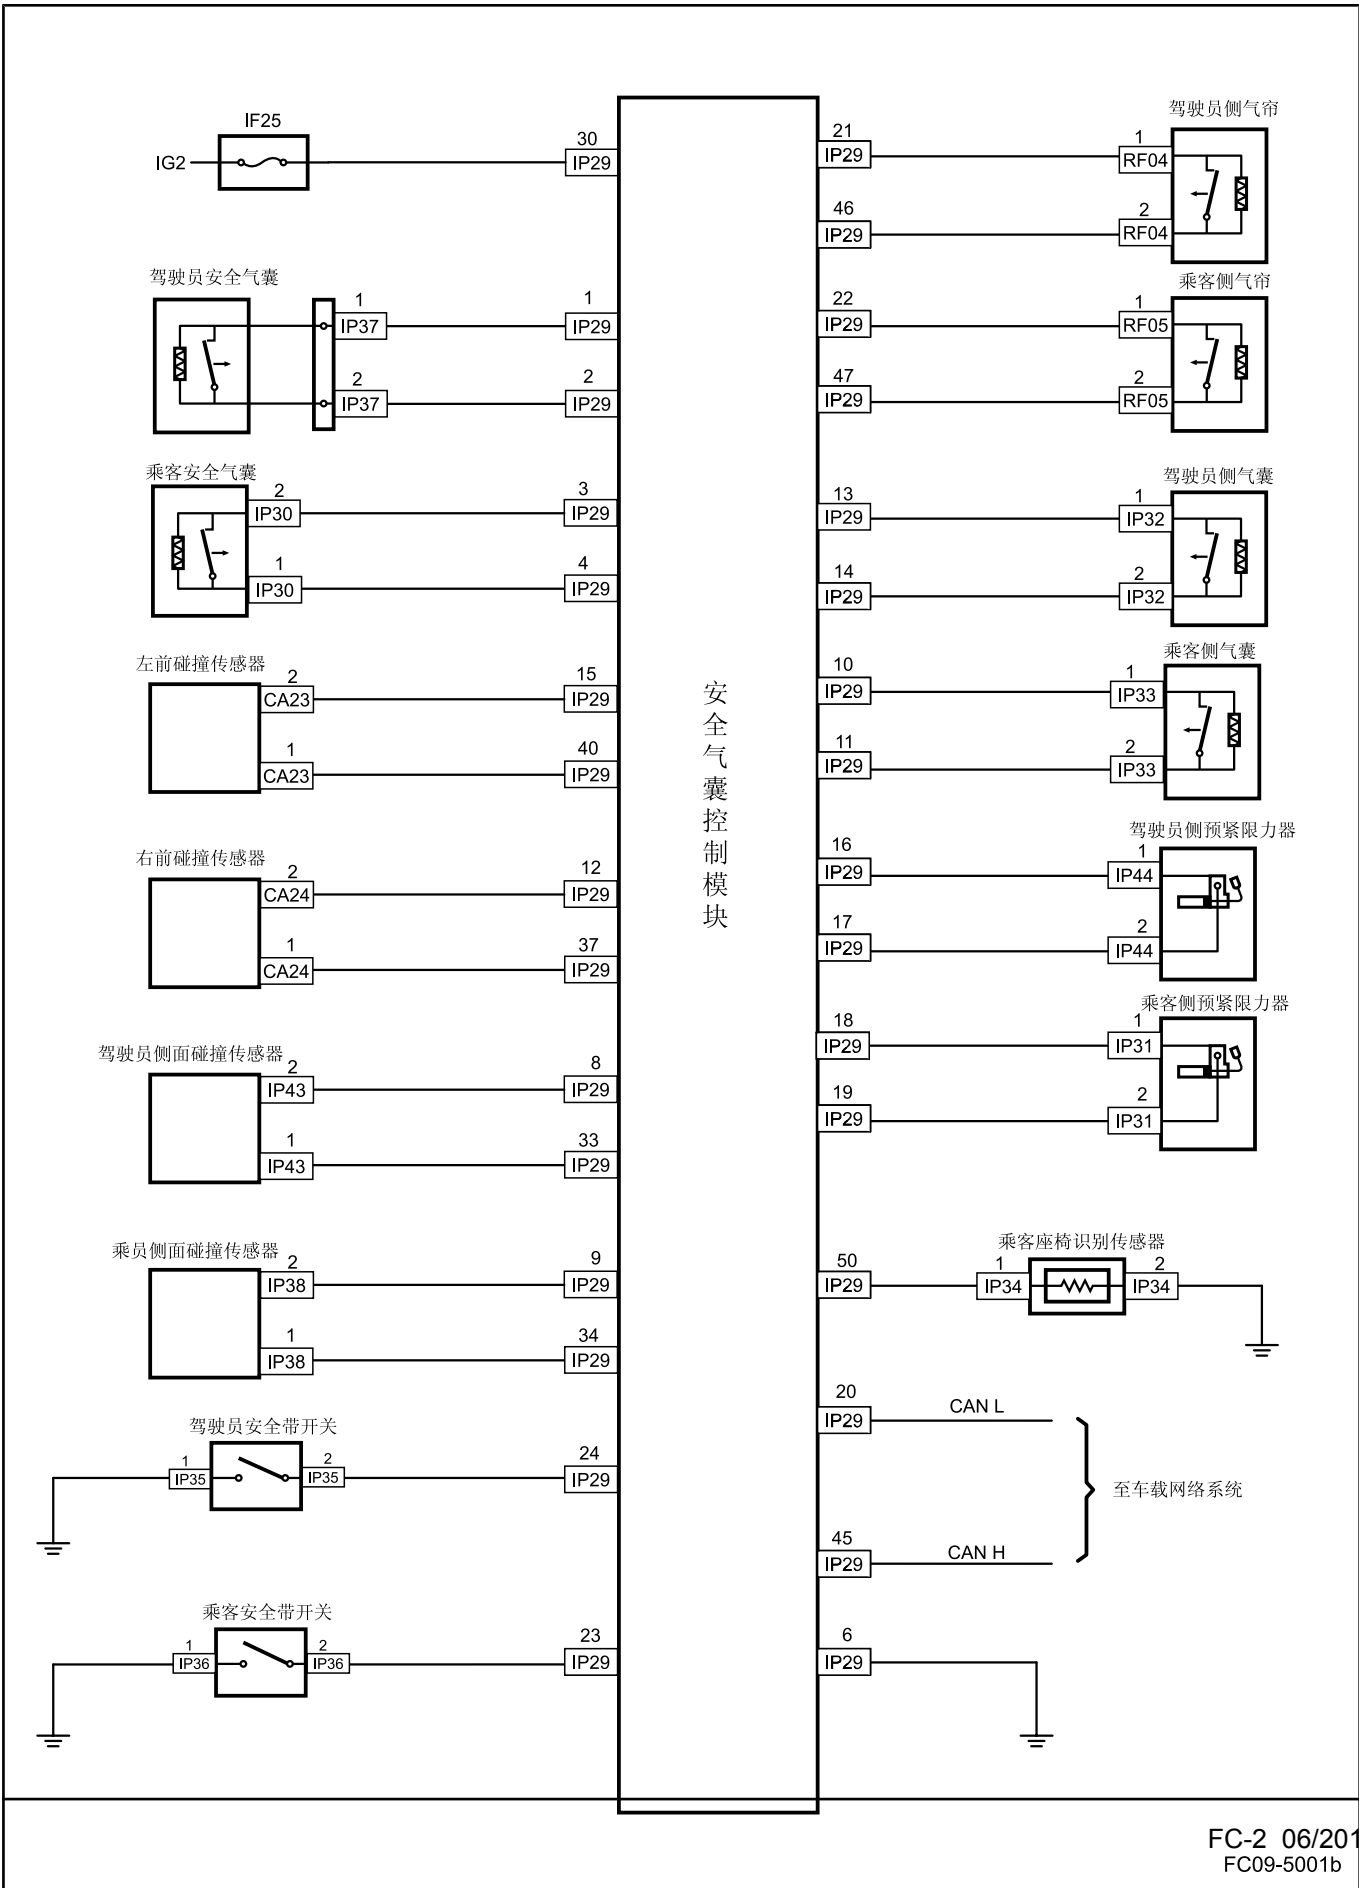 IF25
IG2
30
IP29
驾驶员安全气囊
1
IP37
1
IP29
2
IP37
2
IP29
乘客安全气囊
2
IP30
3
IP29
1
IP30
4
IP29
左前碰撞传感器
2
CA23
15
IP29
1
CA23
40
IP29
右前碰撞传感器
2
CA24
12
IP29
1
CA24
37
IP29
驾驶员侧面碰撞传感器
2
IP43
8
IP29
1
IP43
33
IP29
乘员侧面碰撞传感器
2
IP38
9
IP29
1
IP38
34
IP29
驾驶员安全带开关
1
IP35
2
IP35
24
IP29
乘客安全带开关
1
IP36
2
IP36
23
IP29
安全气囊控制模块
驾驶员侧气帘
21
IP29
1
RF04
46
IP29
2
RF04
乘客侧气帘
22
IP29
1
RF05
47
IP29
2
RF05
驾驶员侧气囊
13
IP29
1
IP32
14
IP29
2
IP32
乘客侧气囊
10
IP29
1
IP33
11
IP29
2
IP33
驾驶员侧预紧限力器
16
IP29
1
IP44
17
IP29
2
IP44
乘客侧预紧限力器
18
IP29
1
IP31
19
IP29
2
IP31
乘客座椅识别传感器
50
IP29
1
IP34
2
IP34
20
IP29
CAN L
至车载网络系统
45
IP29
CAN H
6
IP29
FC-2 06/201
FC09-5001b